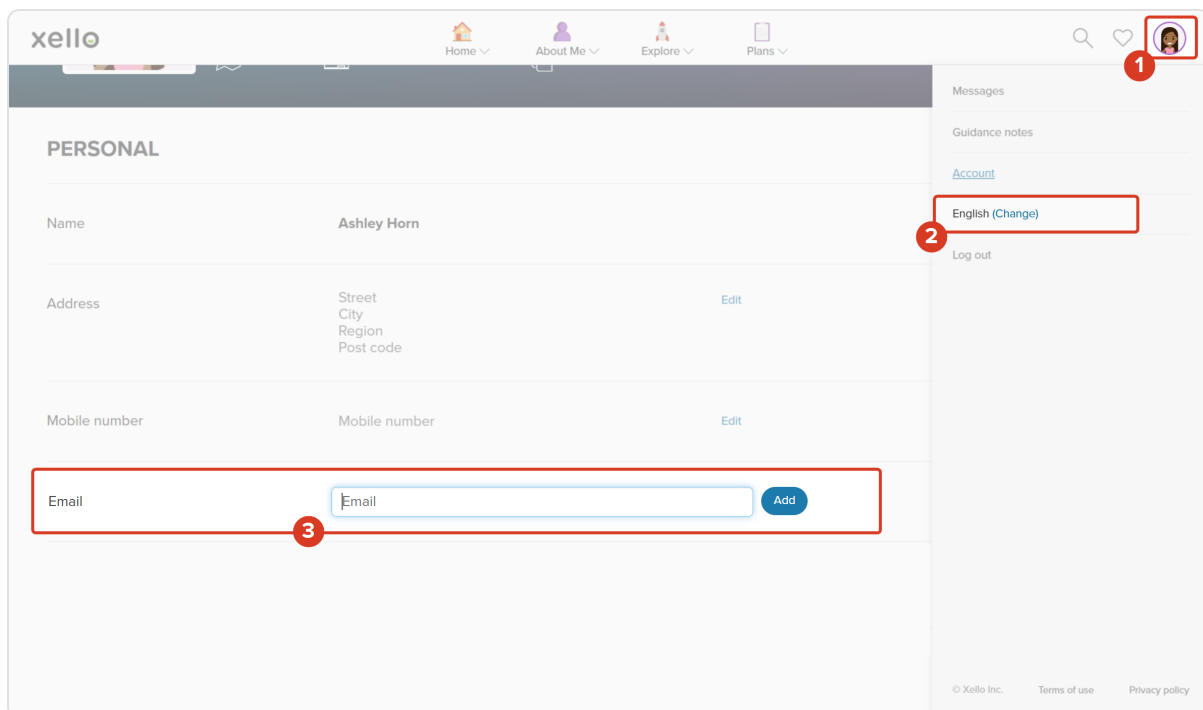 xello
Home
About Me
Explore
Plans
1
Messages
Guidance notes
Account
English (Change)
2
Log out
PERSONAL
Name
Ashley Horn
Address
Street
City
Region
Post code
Edit
Mobile number
Mobile number
Edit
Email
Email
Add
3
© Xello Inc.
Terms of use
Privacy policy